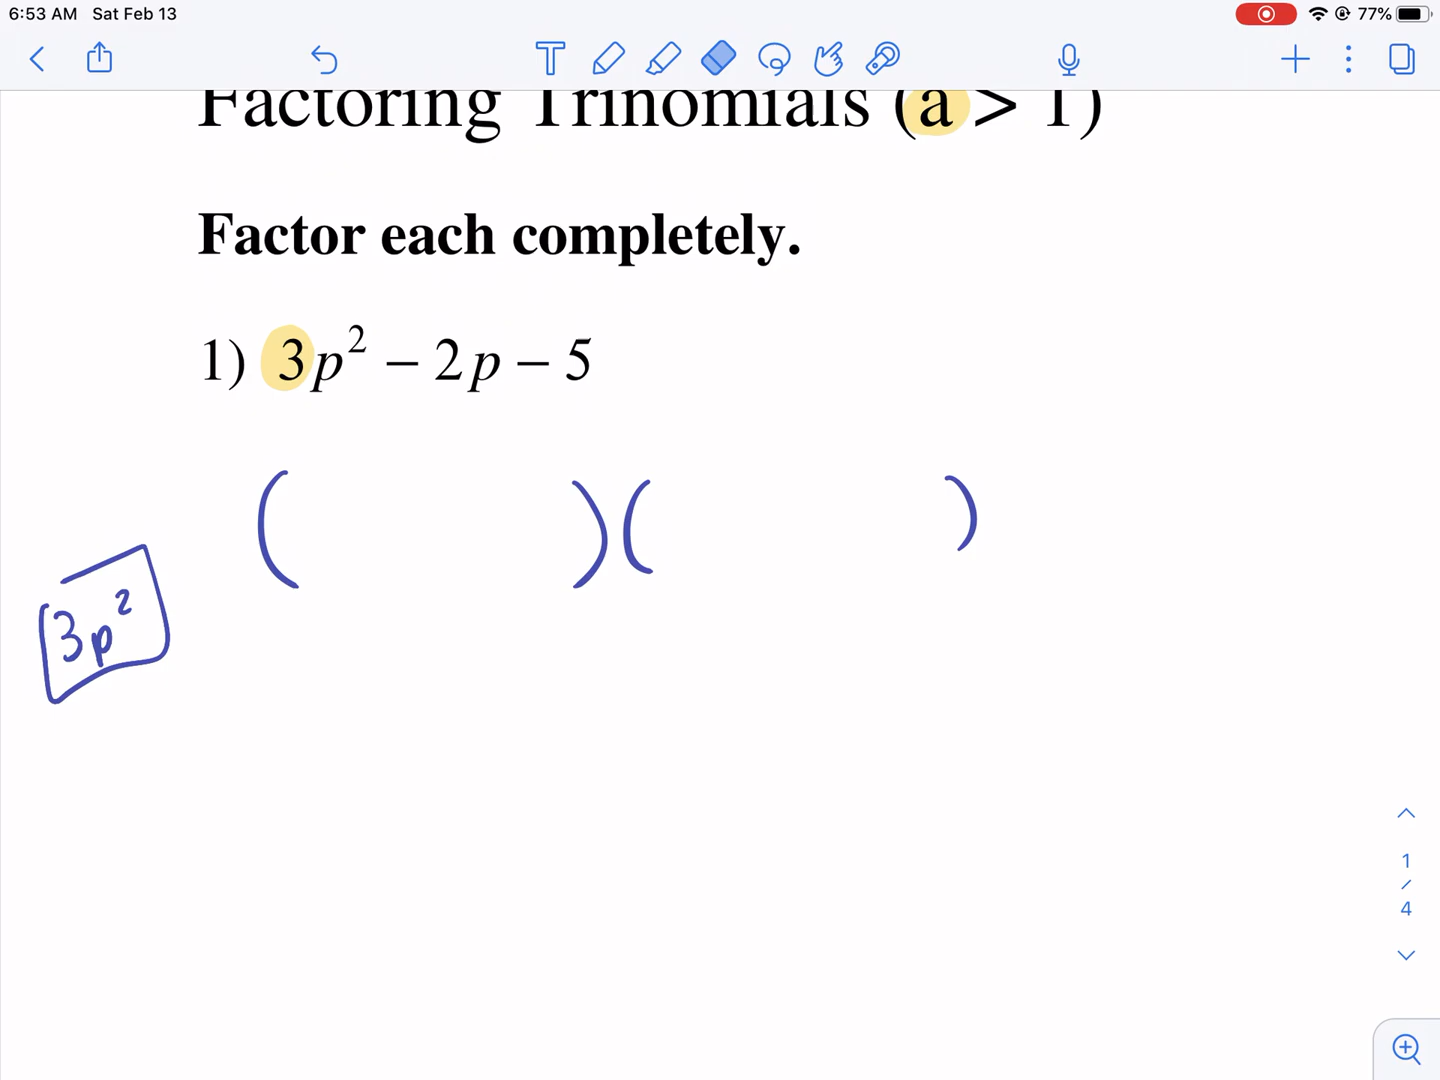 6:53 AM Sat Feb 13 77%
Factoring Trinomials (a > 1)
Factor each completely.
1) 3p² − 2p − 5
( )( )
3p²
1
/
4